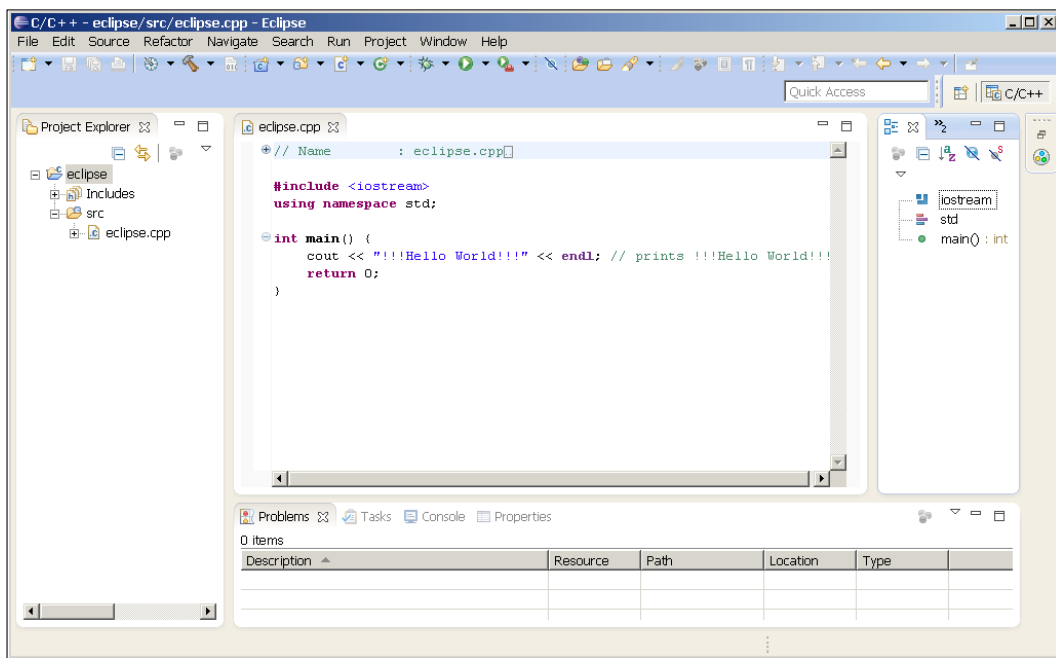 C/C++ - eclipse/src/eclipse.cpp - Eclipse
File Edit Source Refactor Navigate Search Run Project Window Help
Quick Access
C/C++
Project Explorer
eclipse
Includes
src
eclipse.cpp
eclipse.cpp
// Name : eclipse.cpp
#include <iostream>
using namespace std;
int main() {
cout << "!!!Hello World!!!" << endl; // prints !!!Hello World!!!
return 0;
}
2
iostream
std
main() : int
Problems Tasks Console Properties
0 items
Description Resource Path Location Type